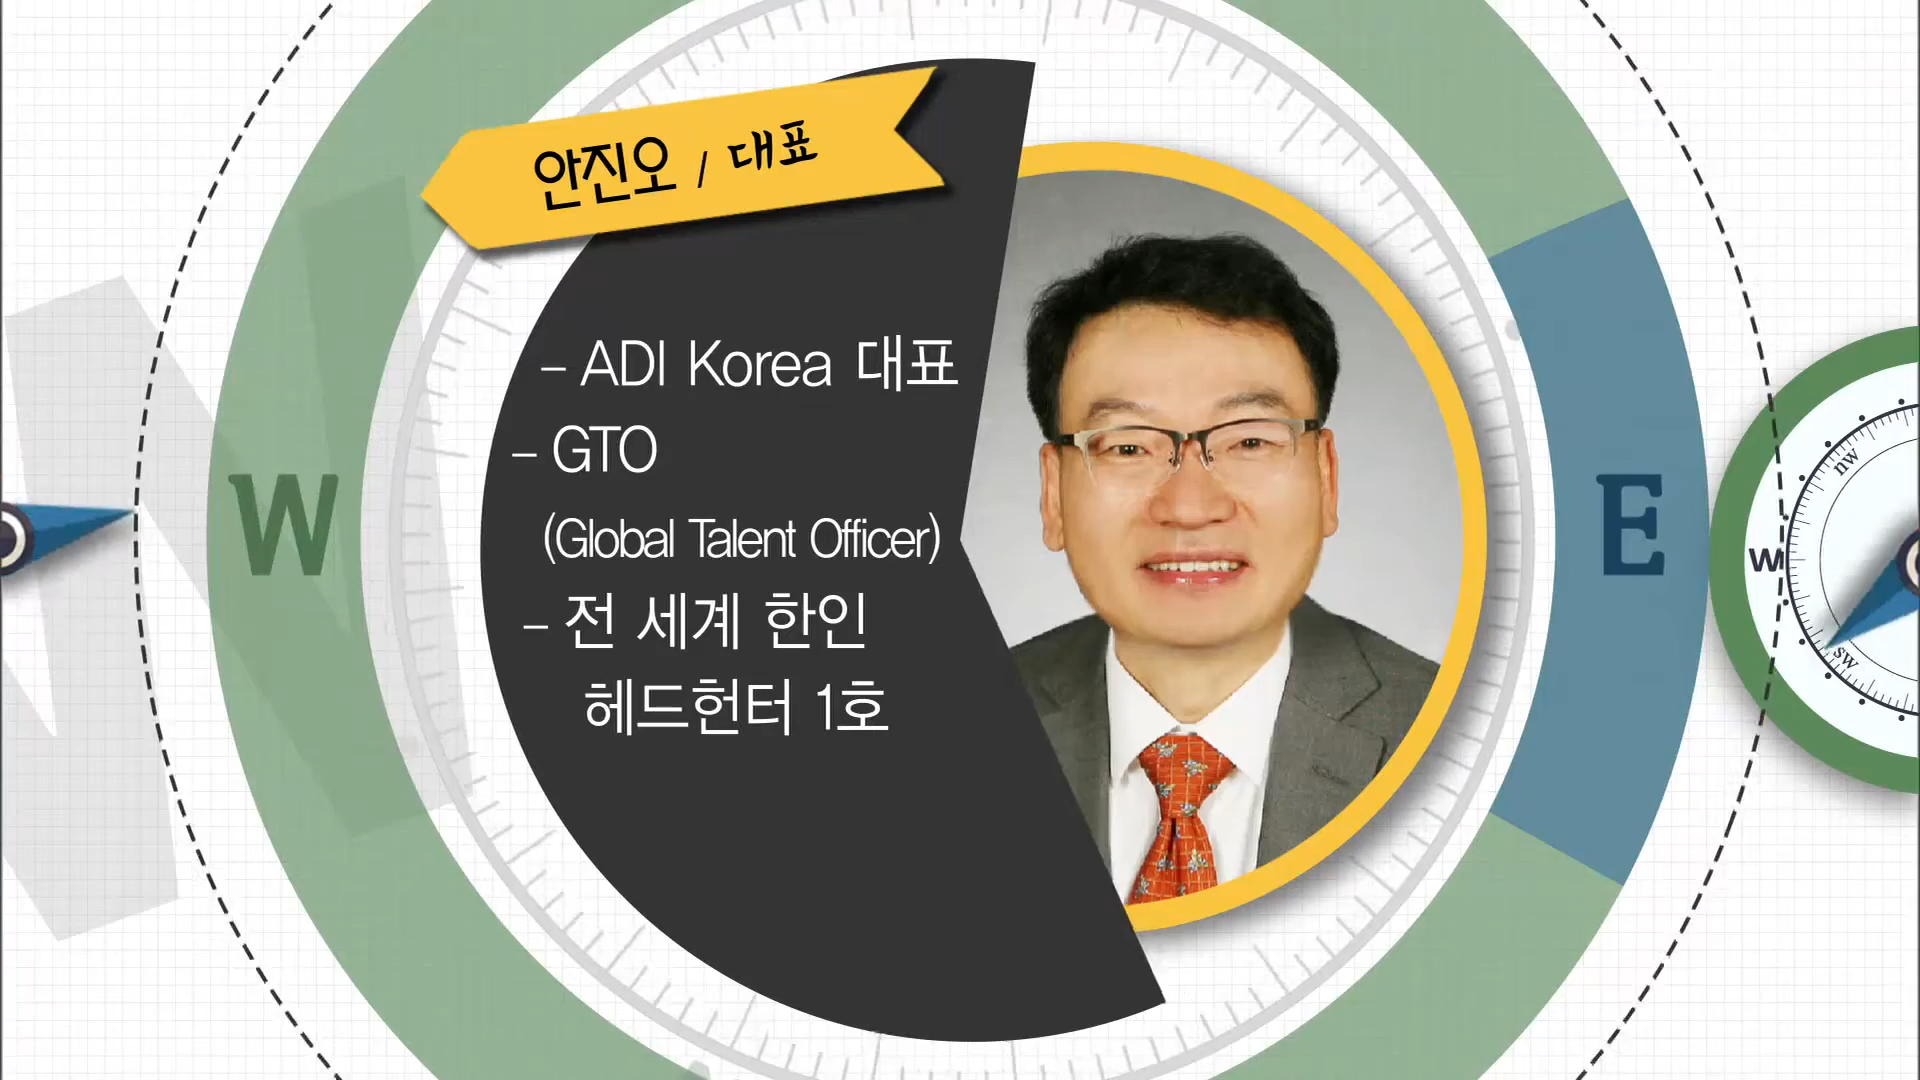 안진오 / 대표
- ADI Korea 대표
- GTO
(Global Talent Officer)
- 전 세계 한인
헤드헌터 1호
W
E
W
NW
SW